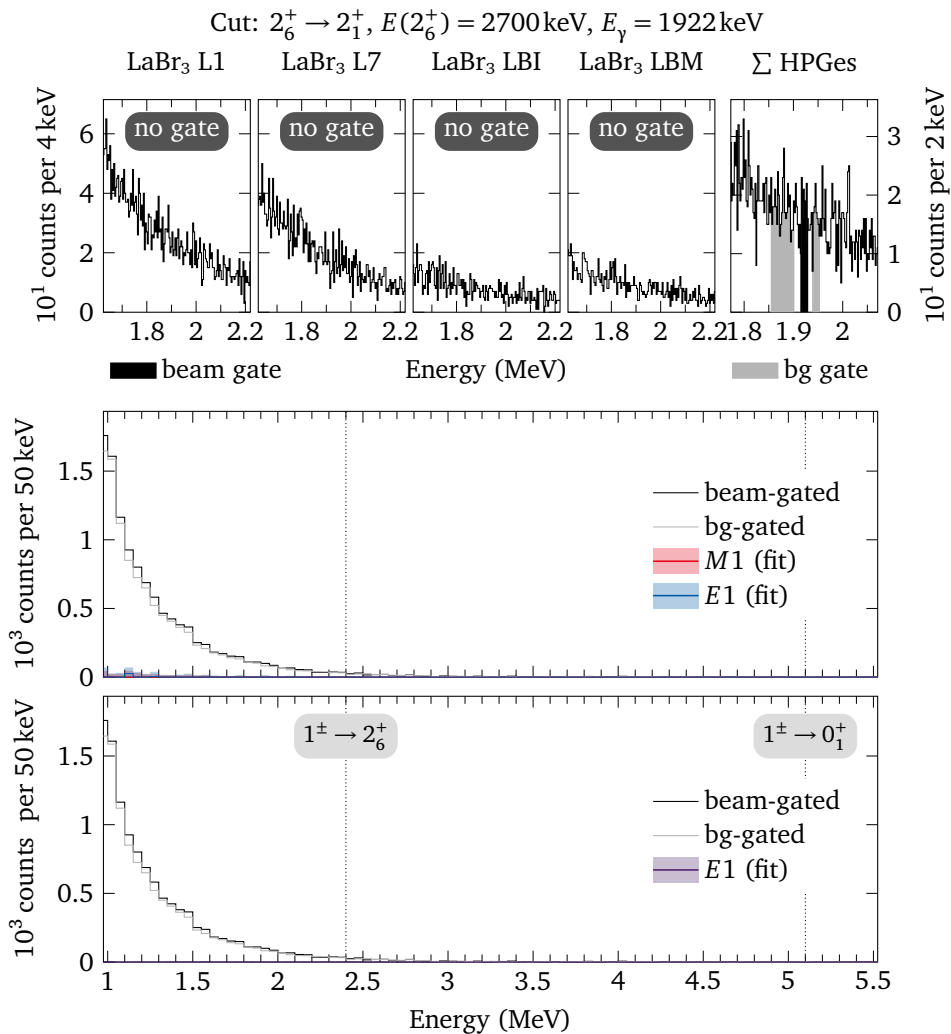 Cut: 2₆⁺ → 2₁⁺, E(2₆⁺) = 2700 keV, Eγ = 1922 keV
LaBr₃ L1 LaBr₃ L7 LaBr₃ LBI LaBr₃ LBM ∑ HPGes
no gate no gate no gate no gate
10¹ counts per 4 keV
6
4
2
0
3
2
1
0
10¹ counts per 2 keV
1.8 2 2.2 1.8 2 2.2 1.8 2 2.2 1.8 2 2.2 1.8 1.9 2
beam gate Energy (MeV) bg gate
10³ counts per 50 keV
1.5
1
0.5
0
beam-gated
bg-gated
M1 (fit)
E1 (fit)
10³ counts per 50 keV
1.5
1
0.5
0
1± → 2₆⁺ 1± → 0₁⁺
beam-gated
bg-gated
E1 (fit)
1 1.5 2 2.5 3 3.5 4 4.5 5 5.5
Energy (MeV)